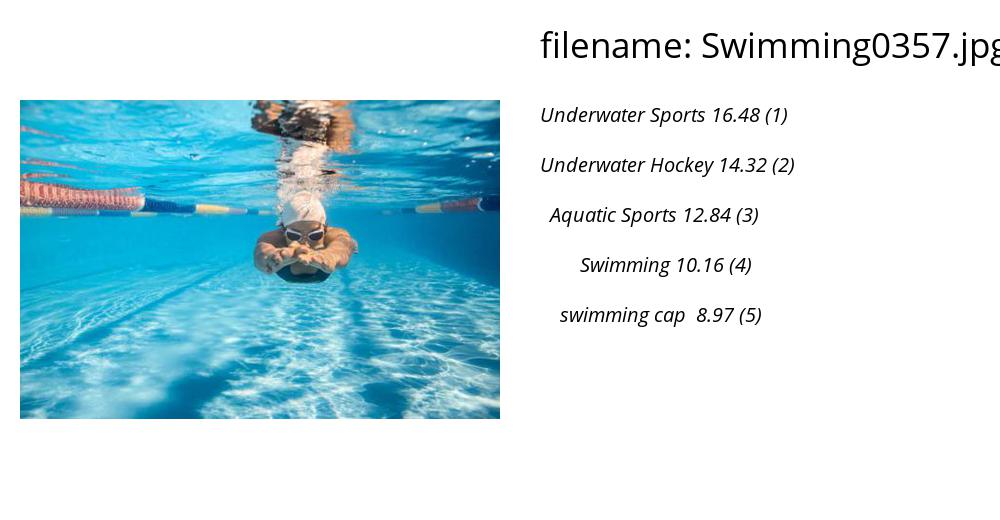 filename: Swimming0357.jpg
Underwater Sports 16.48 (1)
Underwater Hockey 14.32 (2)
Aquatic Sports 12.84 (3)
Swimming 10.16 (4)
swimming cap 8.97 (5)